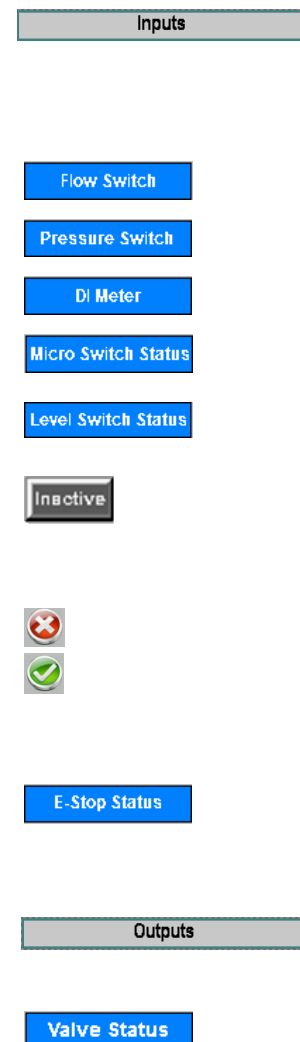 Inputs
Flow Switch
Pressure Switch
DI Meter
Micro Switch Status
Level Switch Status
Inactive
E-Stop Status
Outputs
Valve Status